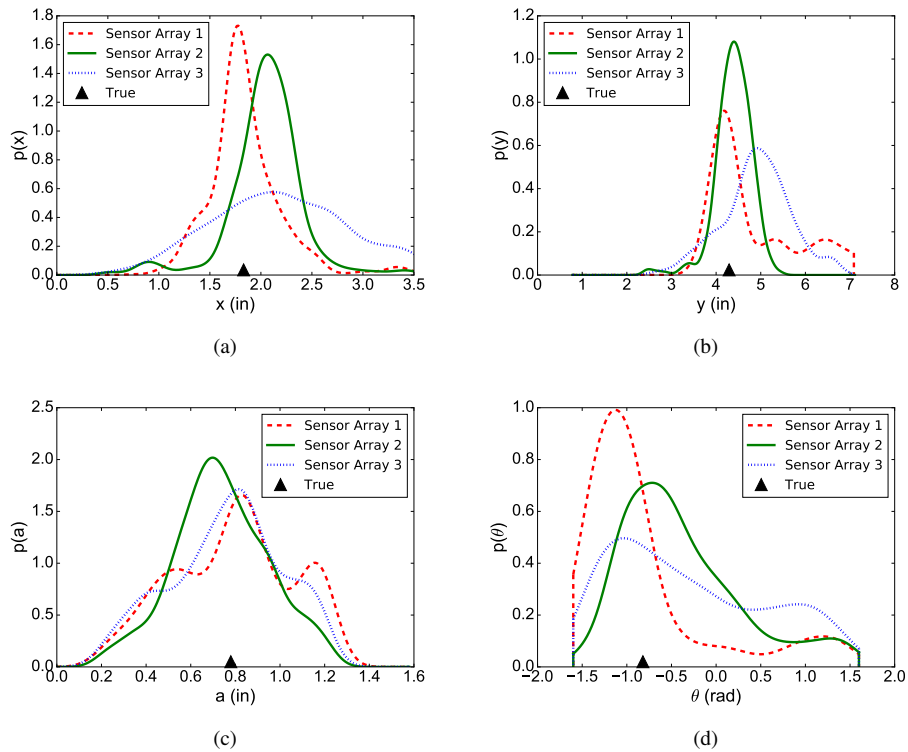 1.8
1.6
1.4
1.2
1.0
0.8
0.6
0.4
0.2
0.0
p(x)
Sensor Array 1
Sensor Array 2
Sensor Array 3
True
0.0 0.5 1.0 1.5 2.0 2.5 3.0 3.5
x (in)
(a)
1.2
1.0
0.8
0.6
0.4
0.2
0.0
p(y)
Sensor Array 1
Sensor Array 2
Sensor Array 3
True
0 1 2 3 4 5 6 7 8
y (in)
(b)
2.5
2.0
1.5
1.0
0.5
0.0
p(a)
Sensor Array 1
Sensor Array 2
Sensor Array 3
True
0.0 0.2 0.4 0.6 0.8 1.0 1.2 1.4 1.6
a (in)
(c)
1.0
0.8
0.6
0.4
0.2
0.0
p(θ)
Sensor Array 1
Sensor Array 2
Sensor Array 3
True
−2.0 −1.5 −1.0 −0.5 0.0 0.5 1.0 1.5 2.0
θ (rad)
(d)